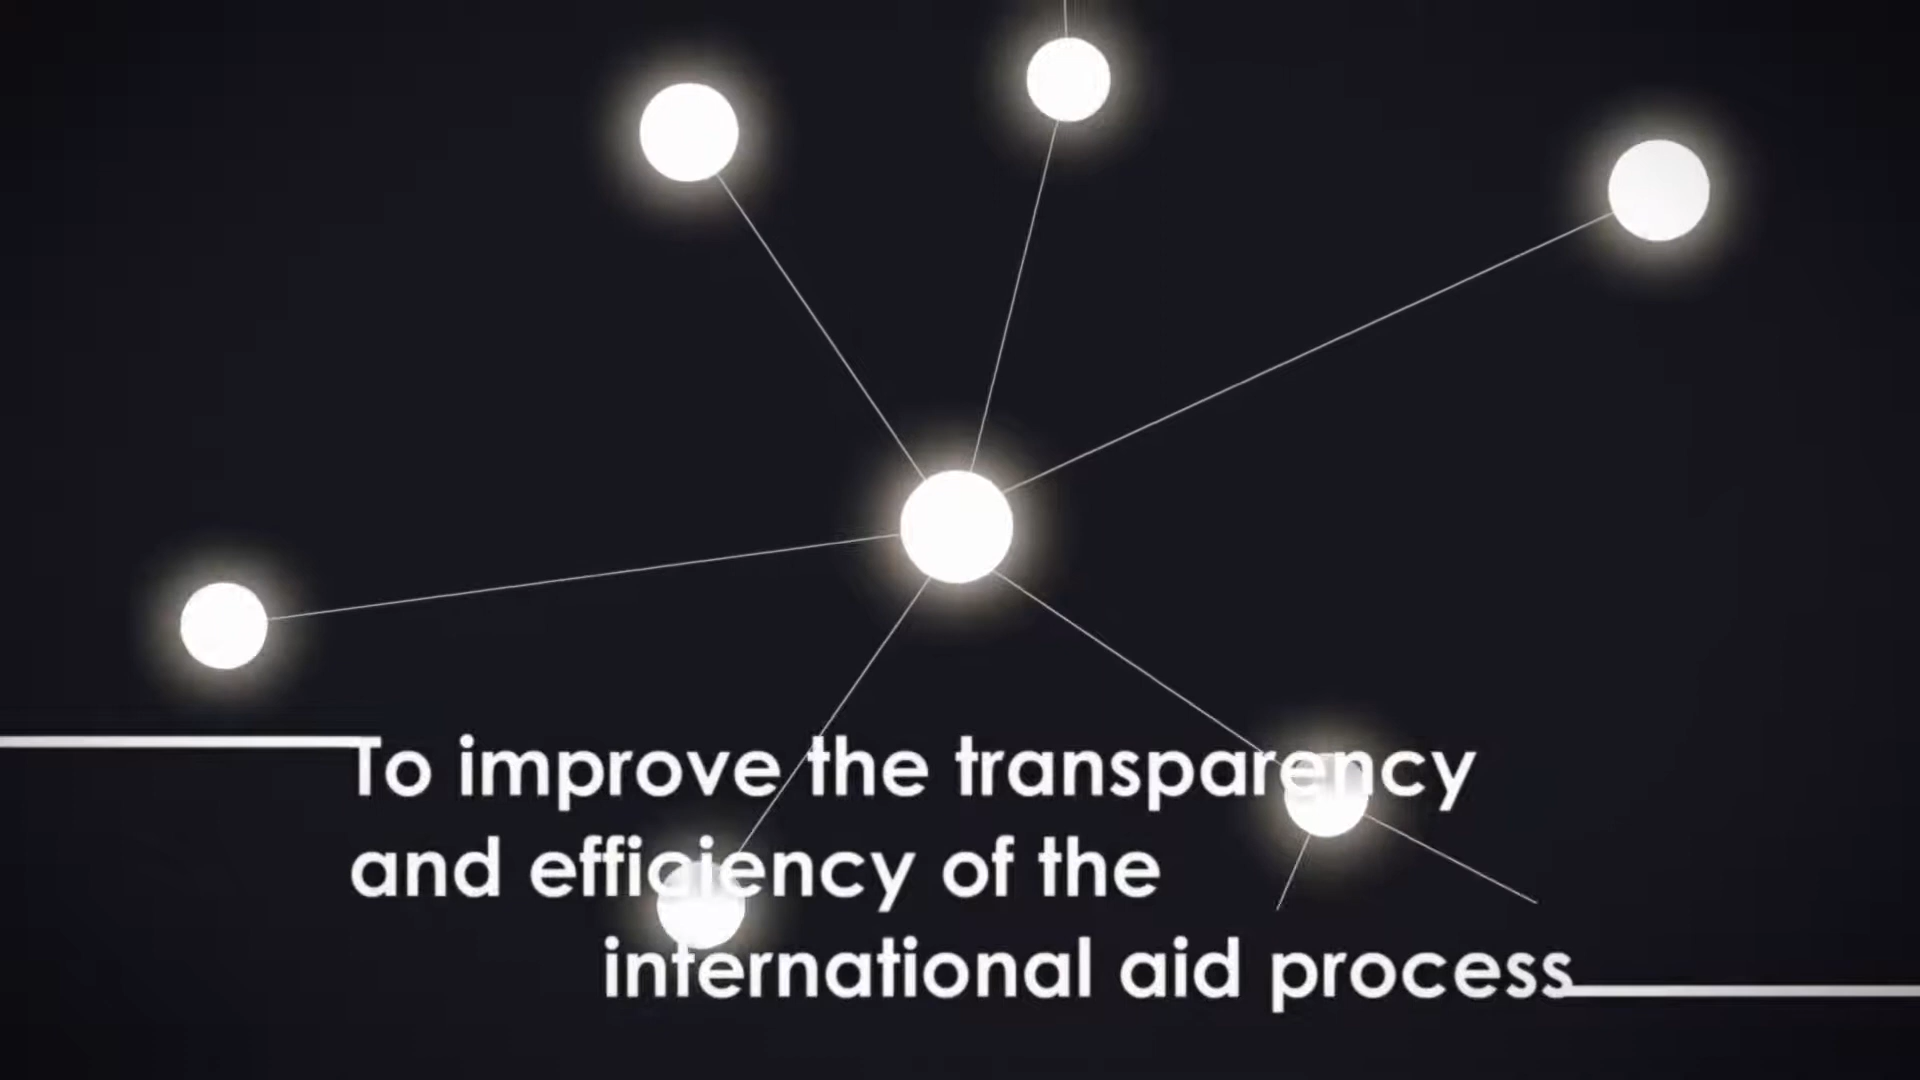 To improve the transparency
and efficiency of the
international aid process